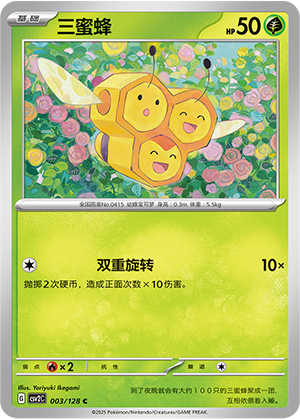 基础 三蜜蜂 HP 50
全国图鉴No.0415 幼蜂宝可梦 身高：0.3m 体重：5.5kg
双重旋转 10×
抛掷2次硬币，造成正面次数×10伤害。
弱点 ×2 抗性 撤退
Illus. Yoriyuki Ikegami
G CSV2C 003/128 C
到了夜晚就会有大约１００只
的三蜜蜂聚成一团，
互相依偎着入睡。
©2025 Pokémon/Nintendo/Creatures/GAME FREAK.